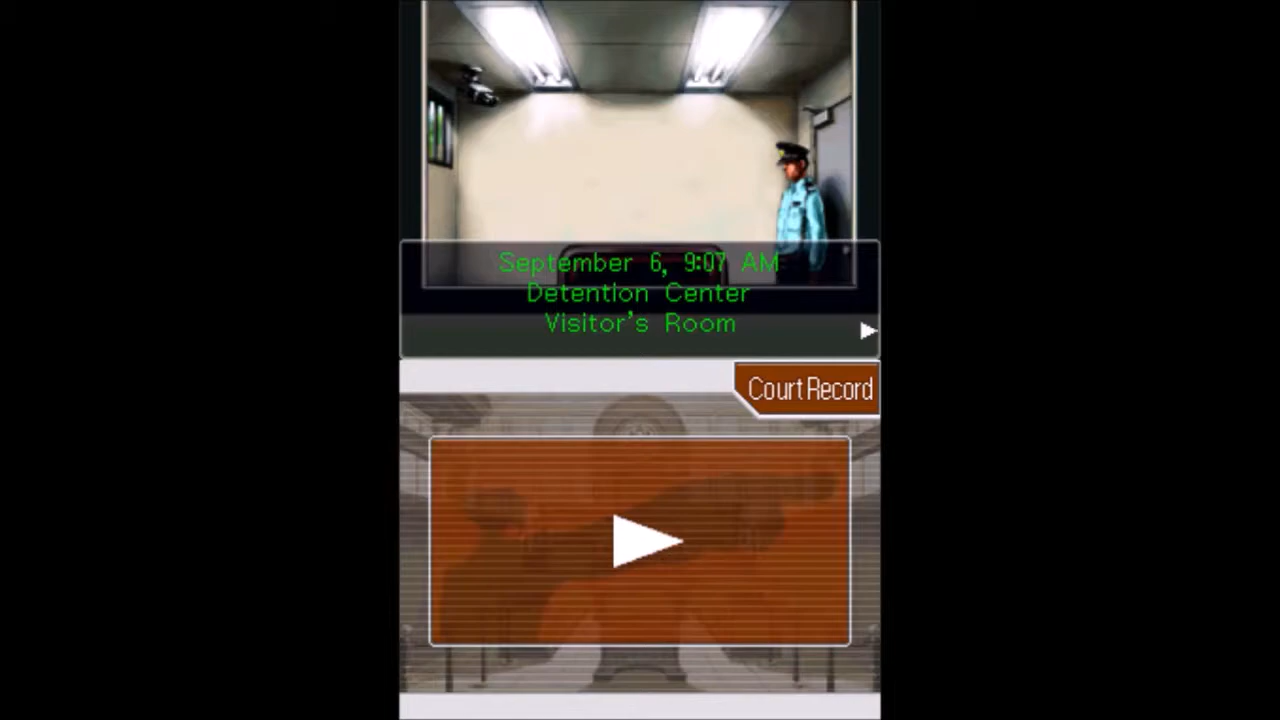 September 6, 9:07 AM
Detention Center
Visitor's Room
Court Record